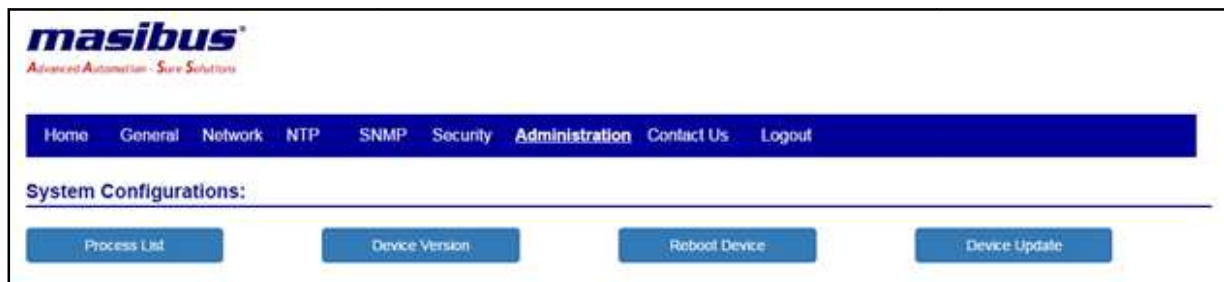 masibus
Advanced Automation - Sure Solutions
Home General Network NTP SNMP Security Administration Contact Us Logout
System Configurations:
Process List Device Version Reboot Device Device Update